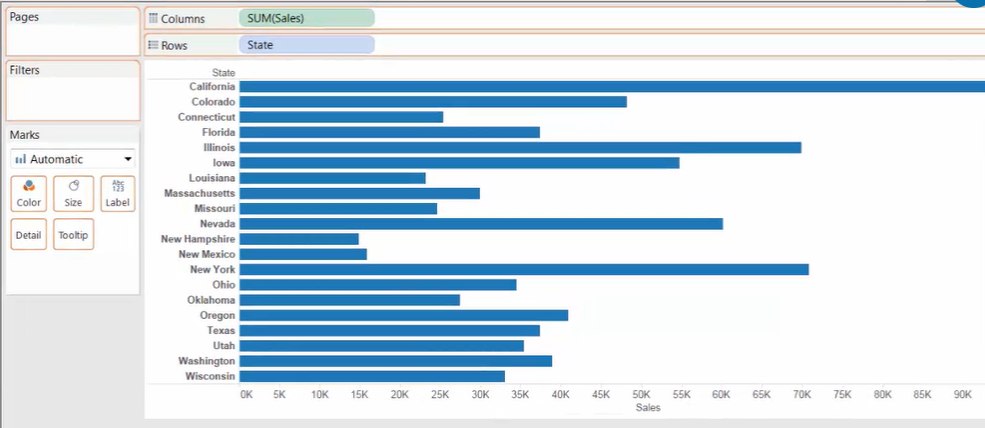 Pages
Columns
SUM(Sales)
Rows
State
Filters
Marks
Automatic
Color
Size
Abc
123
Label
Detail
Tooltip
State
California
Colorado
Connecticut
Florida
Illinois
Iowa
Louisiana
Massachusetts
Missouri
Nevada
New Hampshire
New Mexico
New York
Ohio
Oklahoma
Oregon
Texas
Utah
Washington
Wisconsin
0K 5K 10K 15K 20K 25K 30K 35K 40K 45K 50K 55K 60K 65K 70K 75K 80K 85K 90K
Sales